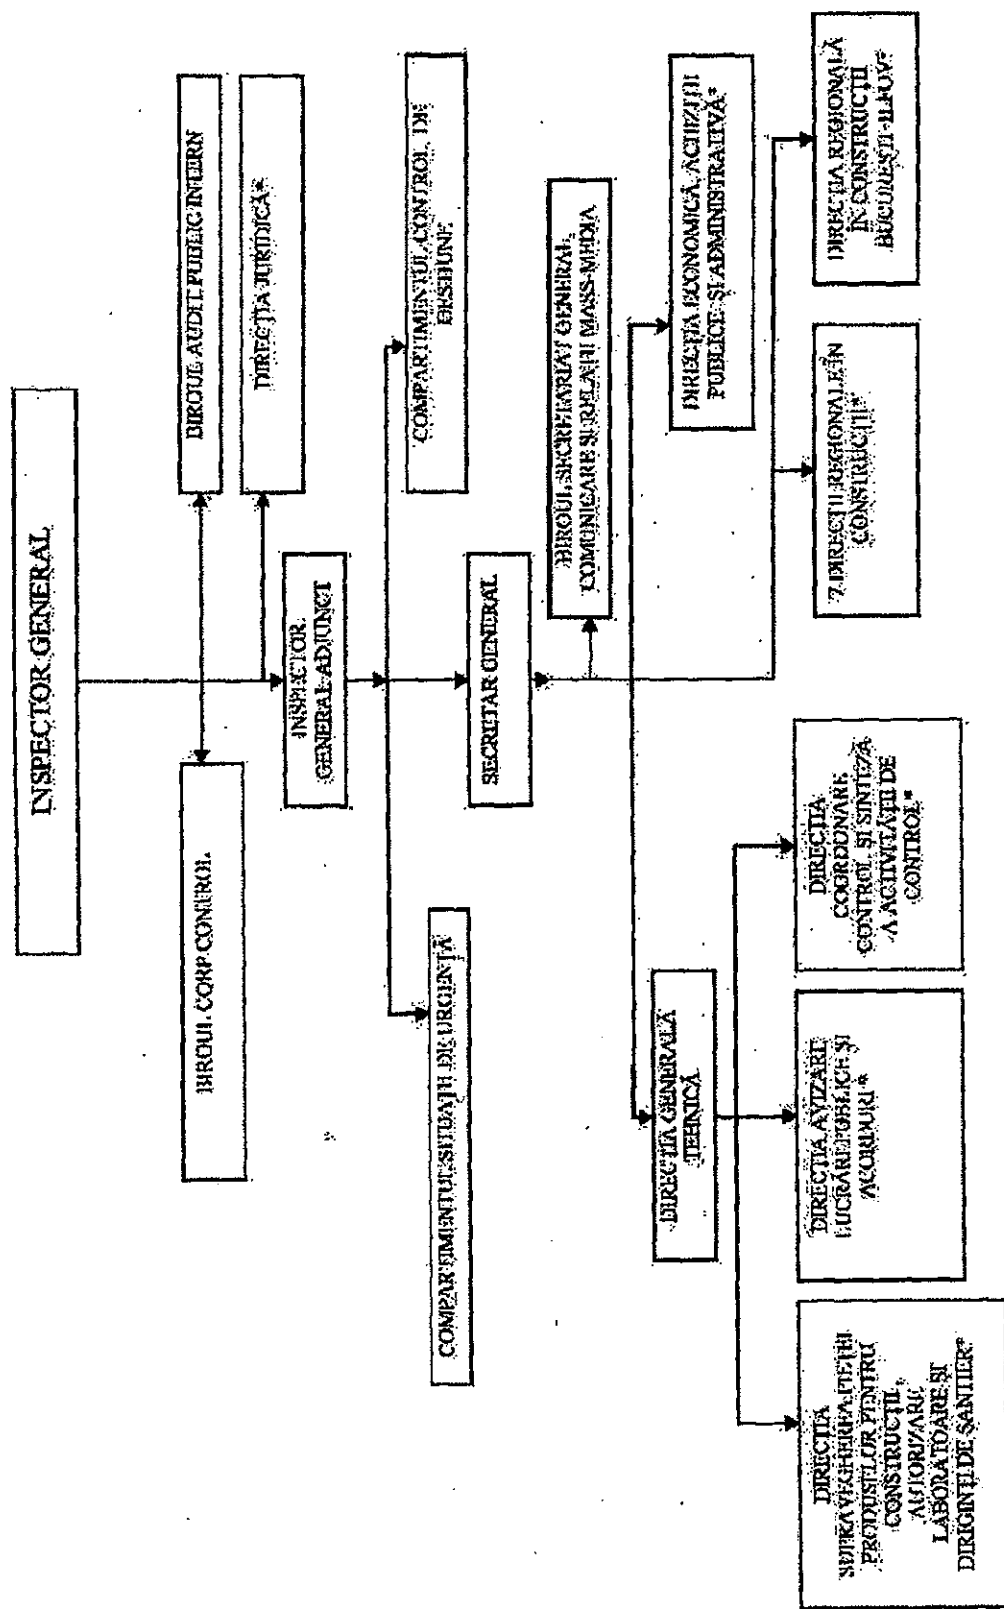 INSPECTOR GENERAL
BIROUL CORP CONTROL
BIROUL AUDIT PUBLIC INTERN
DIRECȚIA JURIDICĂ*
INSPECTOR
GENERAL ADJUNCT
COMPARTIMENTUL SITUAȚII DE URGENȚĂ
COMPARTIMENTUL CONTROL DE
GESTIUNE
SECRETAR GENERAL
BIROUL SECRETARIAT GENERAL
COMUNICARE ȘI RELAȚII MASS-MEDIA
DIRECȚIA GENERALĂ
TEHNICĂ
DIRECȚIA ECONOMICĂ, ACHIZIȚII
PUBLICE ȘI ADMINISTRATIVĂ*
DIRECȚIA
SUPRAVEGHEREA PIEȚEI
PRODUSELOR PENTRU
CONSTRUCȚII,
AUTORIZARE
LABORATOARE ȘI
DIRIGINȚI DE ȘANTIER*
DIRECȚIA AVIZARE
LUCRĂRI PUBLICE ȘI
ACORDURI*
DIRECȚIA
COORDONARE
CONTROL ȘI SINTEZA
A ACTIVITĂȚII DE
CONTROL*
7 DIRECȚII REGIONALE ÎN
CONSTRUCȚII*
DIRECȚIA REGIONALĂ
ÎN CONSTRUCȚII
BUCUREȘTI-ILFOV*